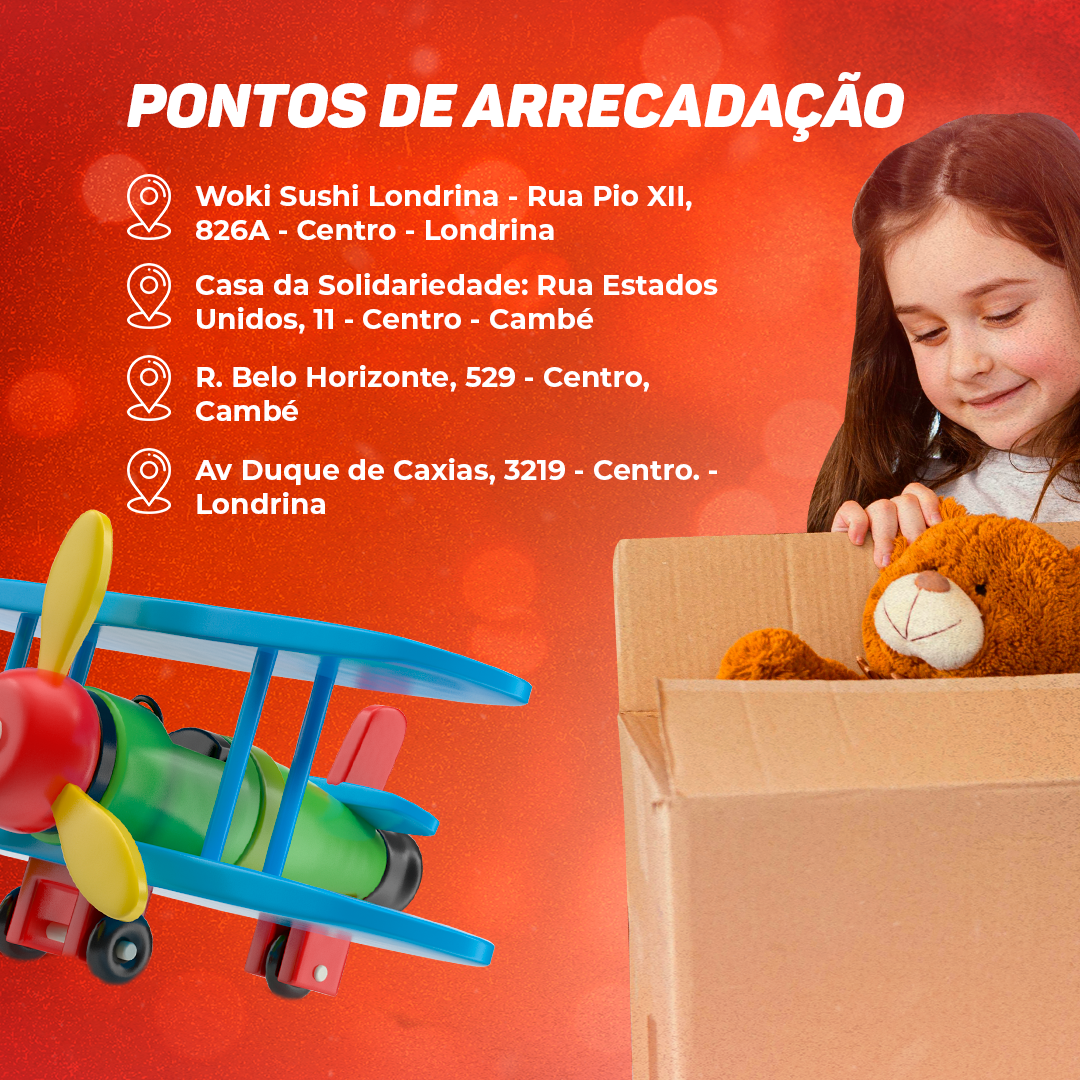 PONTOS DE ARRECADAÇÃO
Woki Sushi Londrina - Rua Pio XII,
826A - Centro - Londrina
Casa da Solidariedade: Rua Estados
Unidos, 11 - Centro - Cambé
R. Belo Horizonte, 529 - Centro,
Cambé
Av Duque de Caxias, 3219 - Centro. -
Londrina